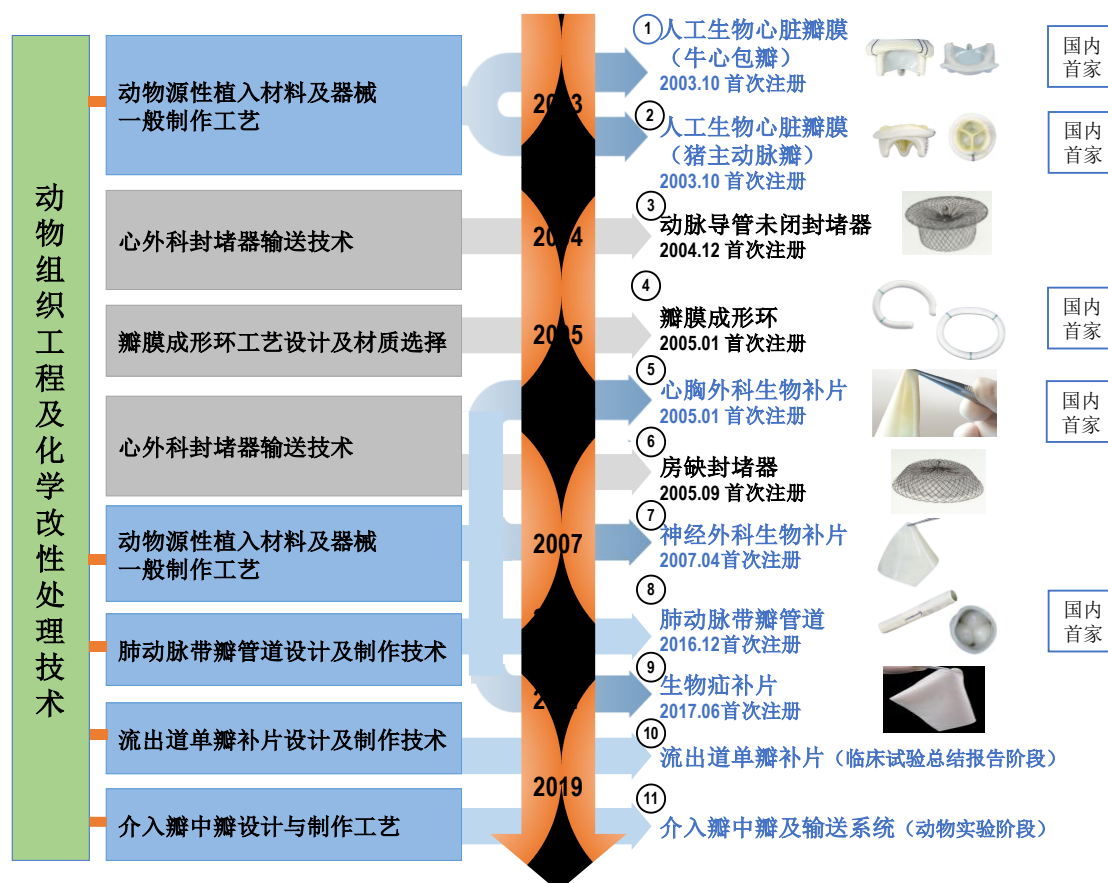 动物组织工程及化学改性处理技术
动物源性植入材料及器械
一般制作工艺
心外科封堵器输送技术
瓣膜成形环工艺设计及材质选择
心外科封堵器输送技术
动物源性植入材料及器械
一般制作工艺
肺动脉带瓣管道设计及制作技术
流出道单瓣补片设计及制作技术
介入瓣中瓣设计与制作工艺
2007
2019
1
人工生物心脏瓣膜
（牛心包瓣）
2003.10 首次注册
国内
首家
2
人工生物心脏瓣膜
（猪主动脉瓣）
2003.10 首次注册
国内
首家
3
动脉导管未闭封堵器
2004.12 首次注册
4
瓣膜成形环
2005.01 首次注册
国内
首家
5
心胸外科生物补片
2005.01 首次注册
国内
首家
6
房缺封堵器
2005.09 首次注册
7
神经外科生物补片
2007.04首次注册
8
肺动脉带瓣管道
2016.12首次注册
国内
首家
9
生物疝补片
2017.06首次注册
10
流出道单瓣补片（临床试验总结报告阶段）
11
介入瓣中瓣及输送系统（动物实验阶段）